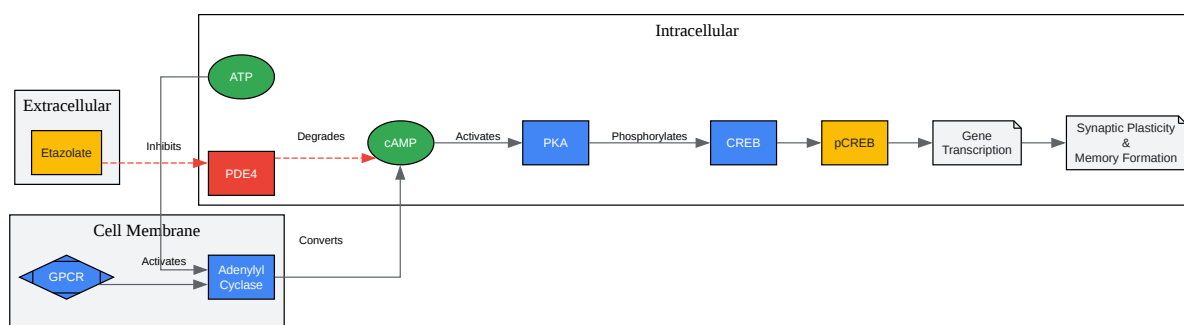 Intracellular
ATP
Extracellular
Etazolate
Inhibits
Degrades
PDE4
cAMP
Activates
PKA
Phosphorylates
CREB
pCREB
Gene
Transcription
Synaptic Plasticity
&
Memory Formation
Cell Membrane
GPCR
Activates
Adenylyl
Cyclase
Converts